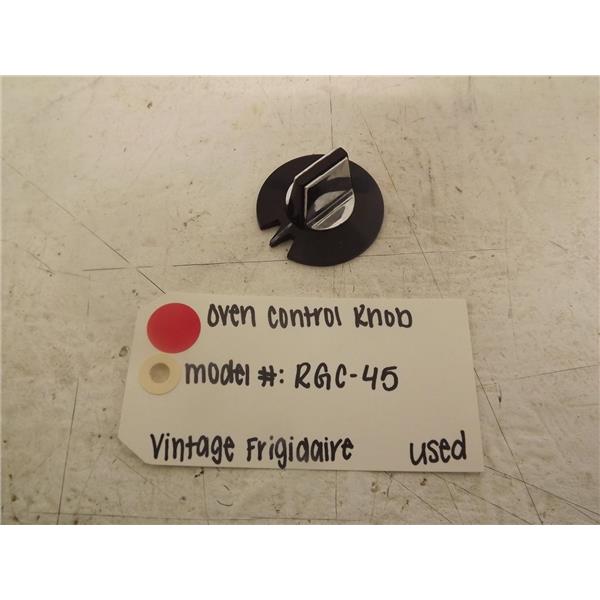 oven control knob
model #: RGC-45
Vintage Frigidaire used